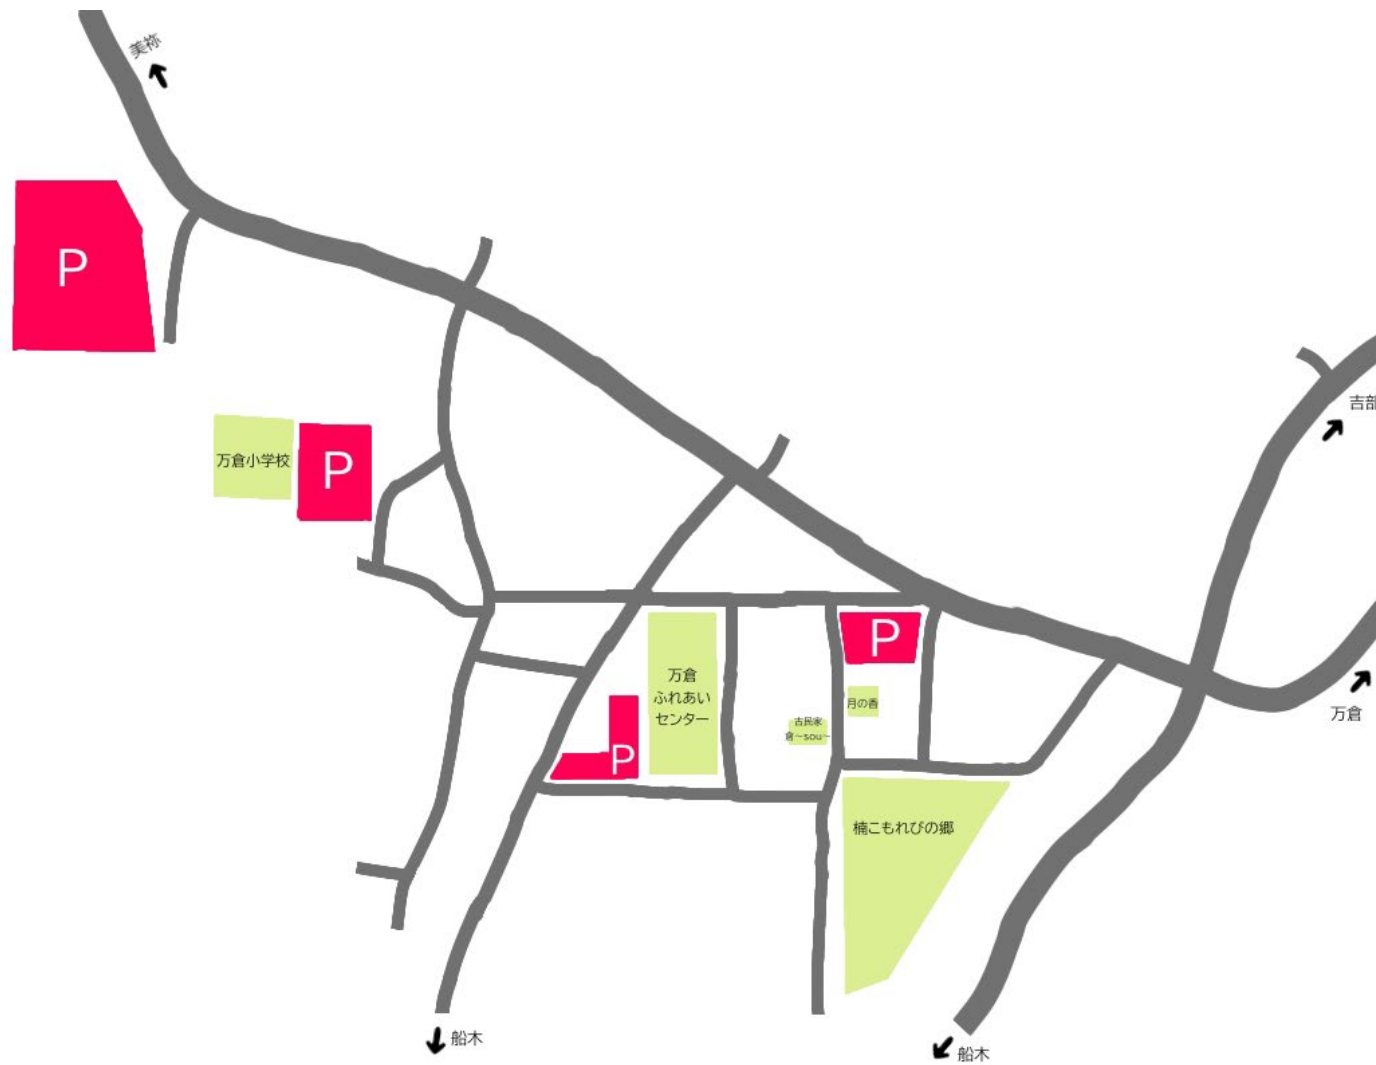 美祢
P
吉部
万倉小学校
P
P
万倉
ふれあい
センター
月の香
万倉
古民家
倉〜sou〜
P
楠こもれびの郷
船木
船木